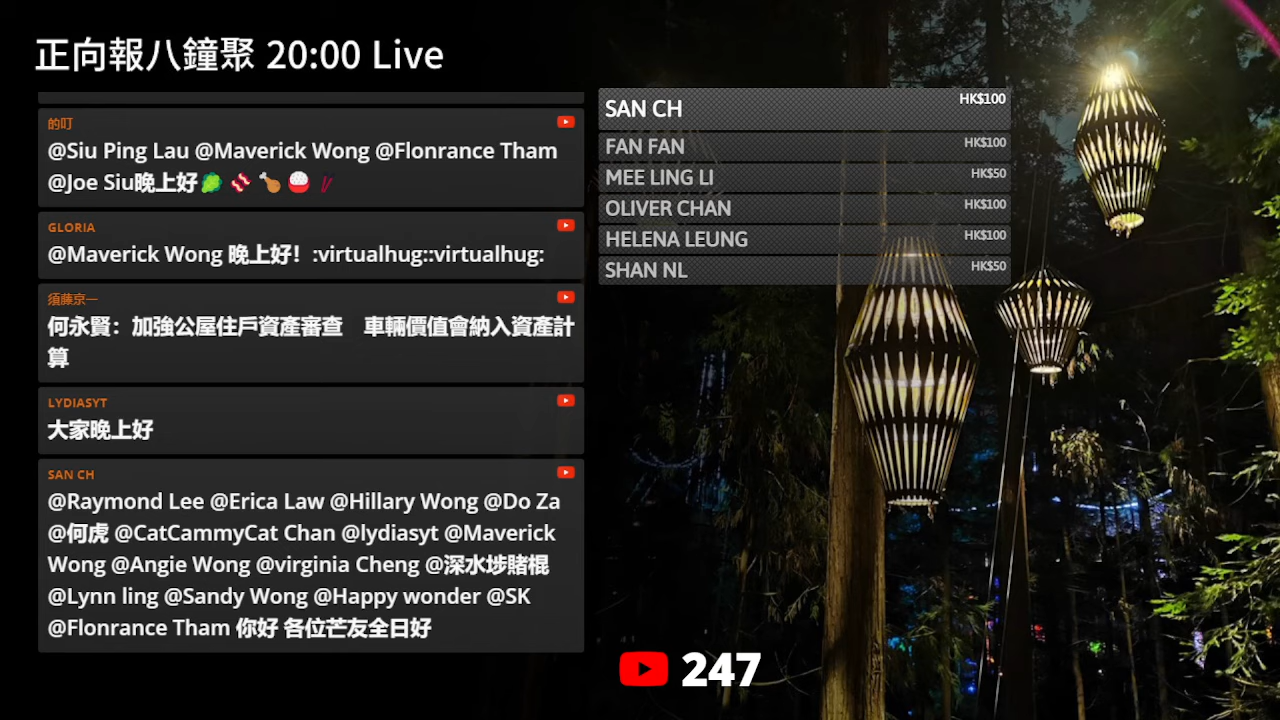 正向報八鐘聚 20:00 Live
的叮
@Siu Ping Lau @Maverick Wong @Flonrance Tham
@Joe Siu晚上好🥬🥓🍗🍚🥢
GLORIA
@Maverick Wong 晚上好！:virtualhug::virtualhug:
須藤京一
何永賢：加強公屋住戶資產審查　車輛價值會納入資產計
算
LYDIASYT
大家晚上好
SAN CH
@Raymond Lee @Erica Law @Hillary Wong @Do Za
@何虎 @CatCammyCat Chan @lydiasyt @Maverick
Wong @Angie Wong @virginia Cheng @深水埗賭棍
@Lynn ling @Sandy Wong @Happy wonder @SK
@Flonrance Tham 你好 各位芒友全日好
SAN CH HK$100
FAN FAN HK$100
MEE LING LI HK$50
OLIVER CHAN HK$100
HELENA LEUNG HK$100
SHAN NL HK$50
247